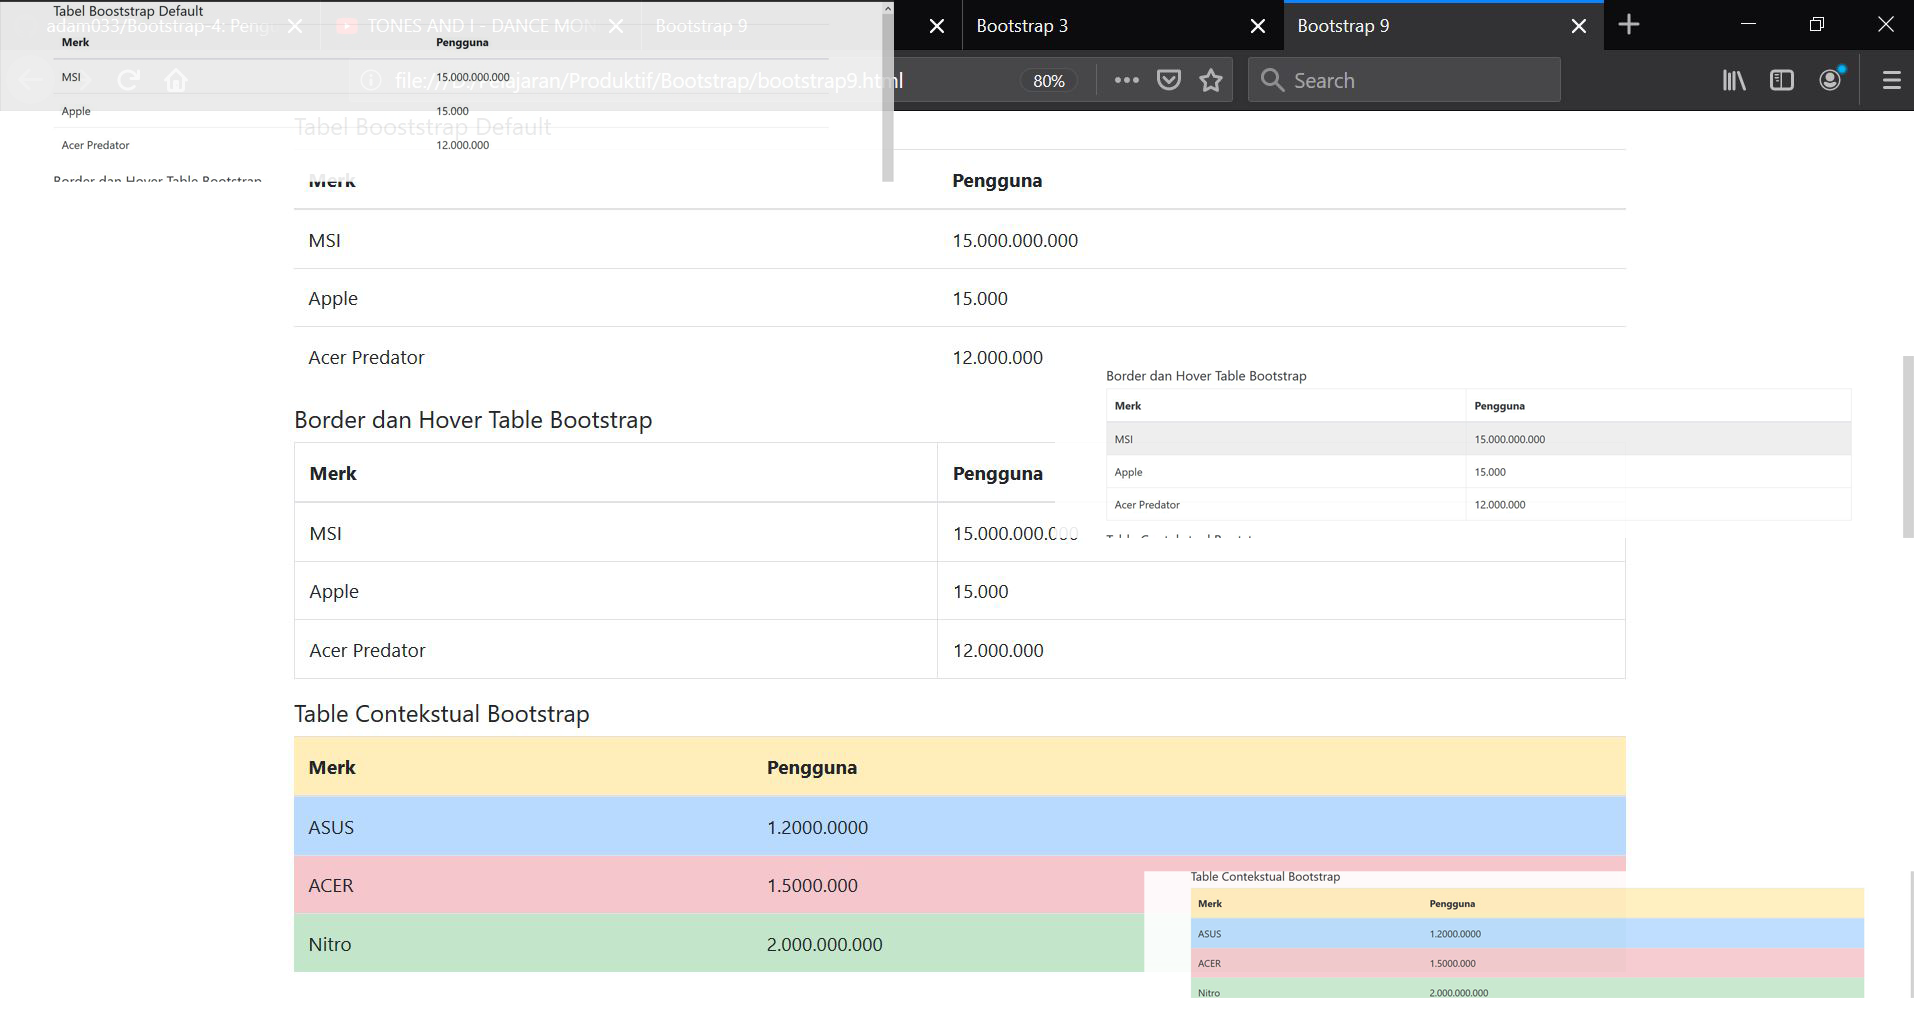 Tabel Booststrap Default
adam033/Bootstrap-4: Peng
TONES AND I - DANCE MON
Bootstrap 9
Bootstrap 3
Bootstrap 9
Merk Pengguna
MSI 15.000.000.000
Apple 15.000
Acer Predator 12.000.000
Border dan Hover Table Bootstrap
file:///D:/Pelajaran/Produktif/Bootstrap/bootstrap9.html
80%
Search
Tabel Booststrap Default
Merk Pengguna
MSI 15.000.000.000
Apple 15.000
Acer Predator 12.000.000
Border dan Hover Table Bootstrap
Merk Pengguna
MSI 15.000.000.000
Apple 15.000
Acer Predator 12.000.000
Border dan Hover Table Bootstrap
Merk Pengguna
MSI 15.000.000.000
Apple 15.000
Acer Predator 12.000.000
Table Contekstual Bootstrap
Merk Pengguna
ASUS 1.2000.0000
ACER 1.5000.000
Nitro 2.000.000.000
Table Contekstual Bootstrap
Merk Pengguna
ASUS 1.2000.0000
ACER 1.5000.000
Nitro 2.000.000.000